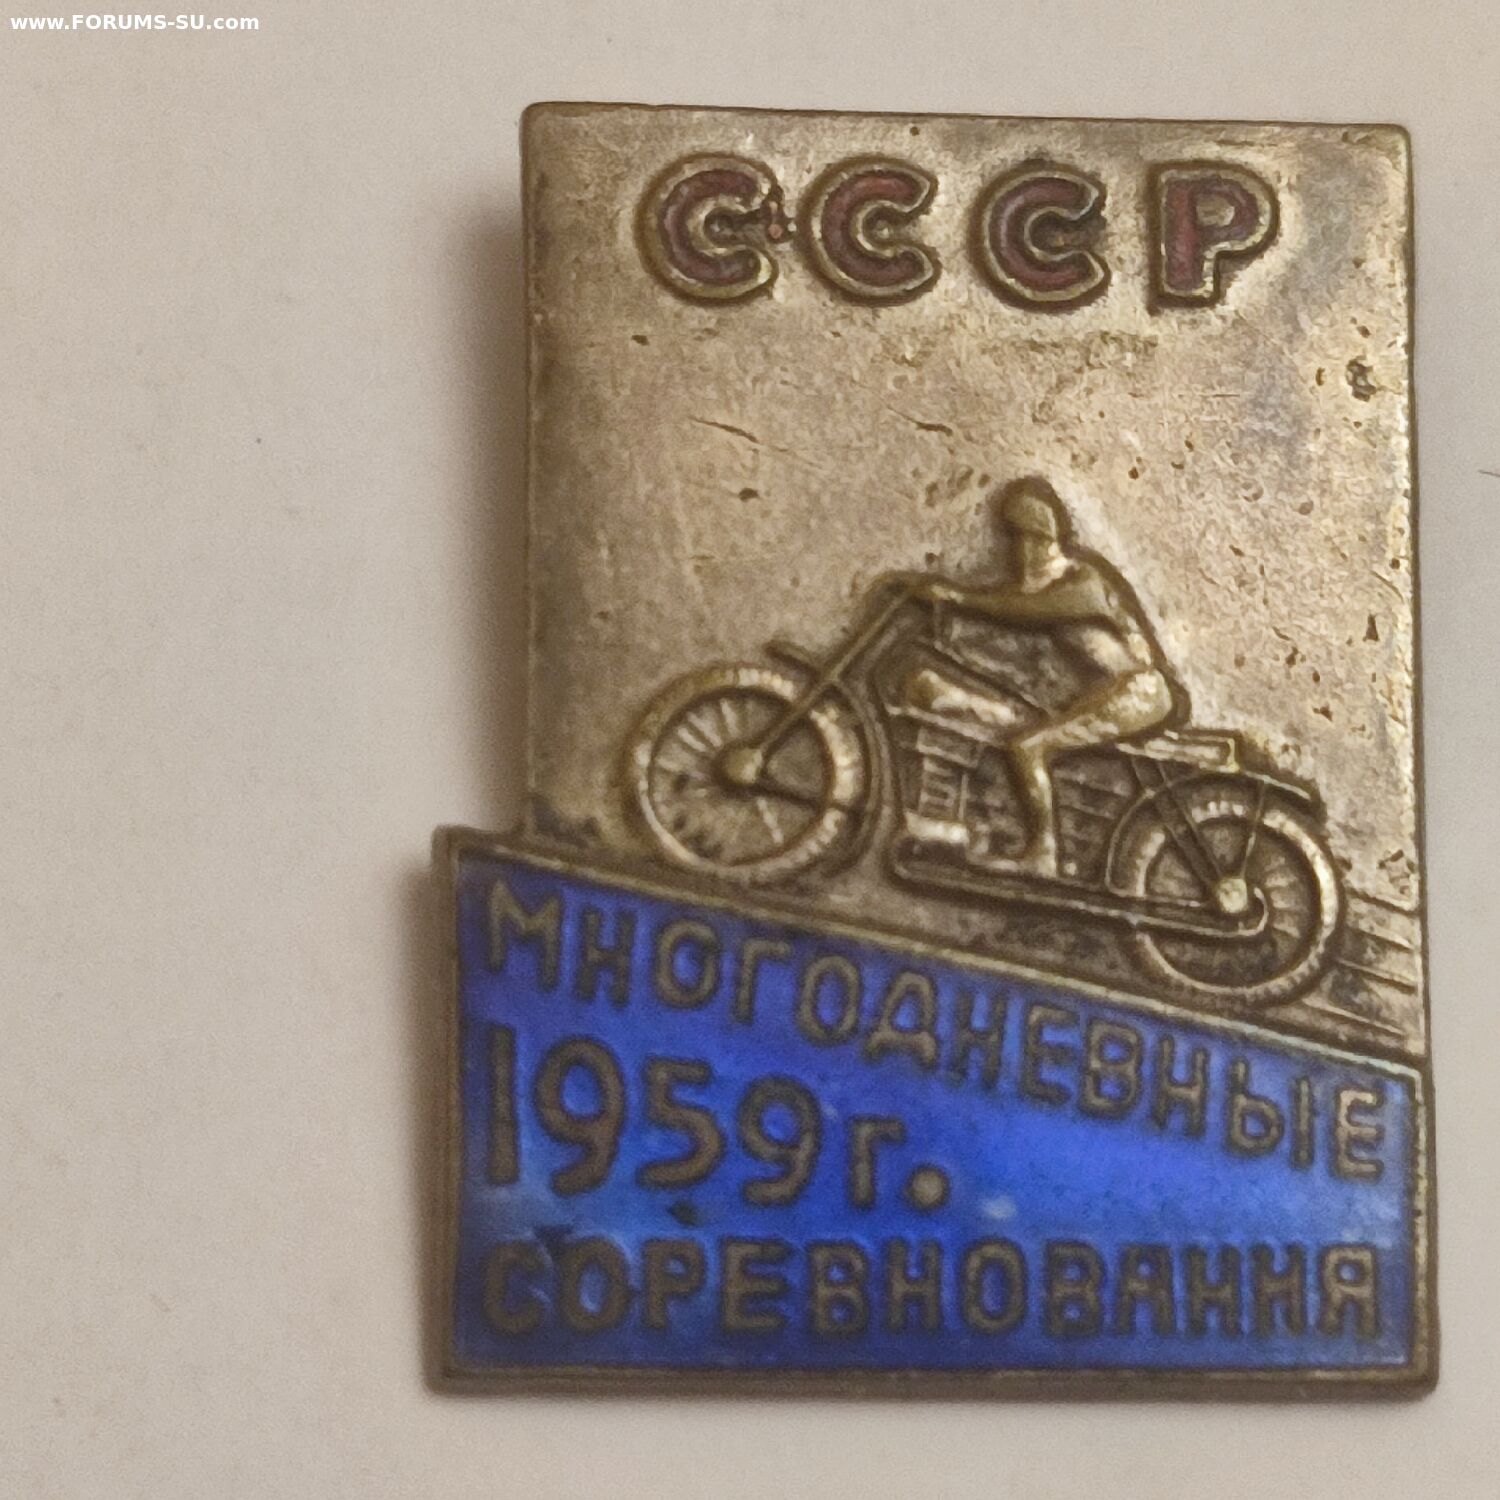 www.FORUMS-SU.com
СССР
МНОГОДНЕВНЫЕ
1959г.
СОРЕВНОВАНИЯ